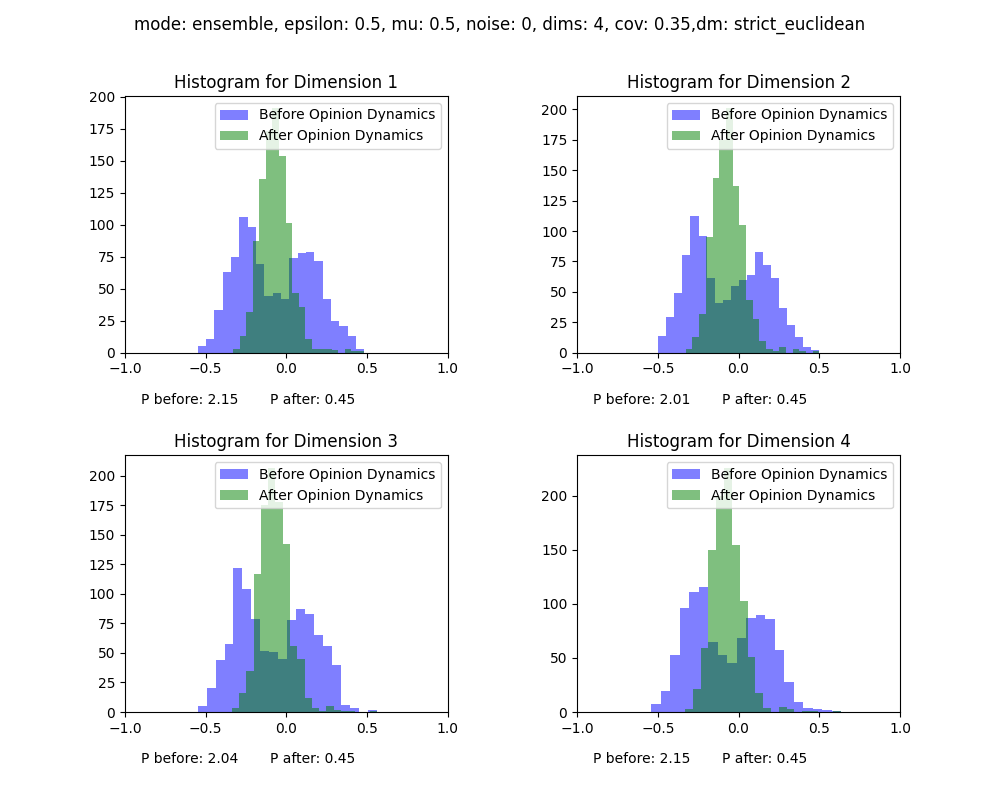 mode: ensemble, epsilon: 0.5, mu: 0.5, noise: 0, dims: 4, cov: 0.35,dm: strict_euclidean
Histogram for Dimension 1
Before Opinion Dynamics
After Opinion Dynamics
200
175
150
125
100
75
50
25
0
−1.0 −0.5 0.0 0.5 1.0
P before: 2.15 P after: 0.45
Histogram for Dimension 2
Before Opinion Dynamics
After Opinion Dynamics
200
175
150
125
100
75
50
25
0
−1.0 −0.5 0.0 0.5 1.0
P before: 2.01 P after: 0.45
Histogram for Dimension 3
Before Opinion Dynamics
After Opinion Dynamics
200
175
150
125
100
75
50
25
0
−1.0 −0.5 0.0 0.5 1.0
P before: 2.04 P after: 0.45
Histogram for Dimension 4
Before Opinion Dynamics
After Opinion Dynamics
200
150
100
50
0
−1.0 −0.5 0.0 0.5 1.0
P before: 2.15 P after: 0.45